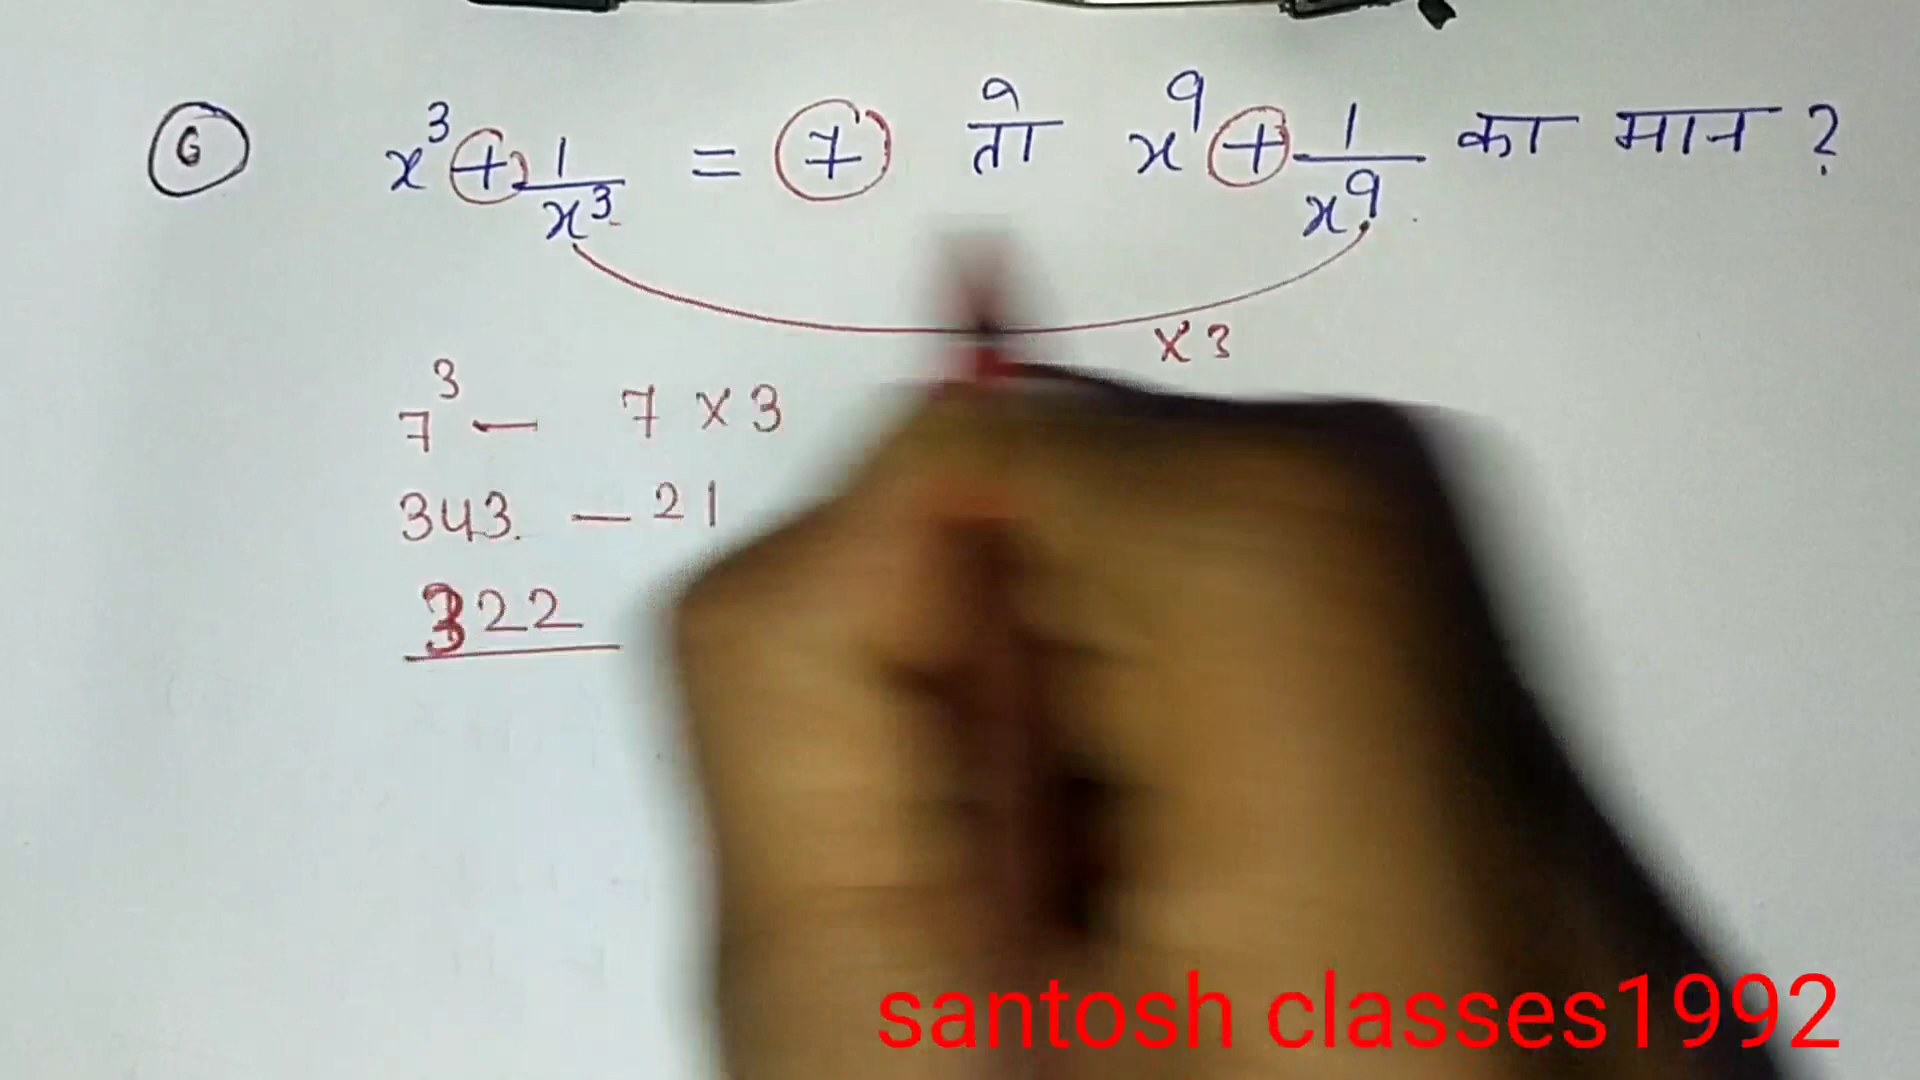 6 x³ + 1/x³ = 7 तो x⁹ + 1/x⁹ का मान ?
×3
7³ — 7 × 3
343. — 21
322
santosh classes1992